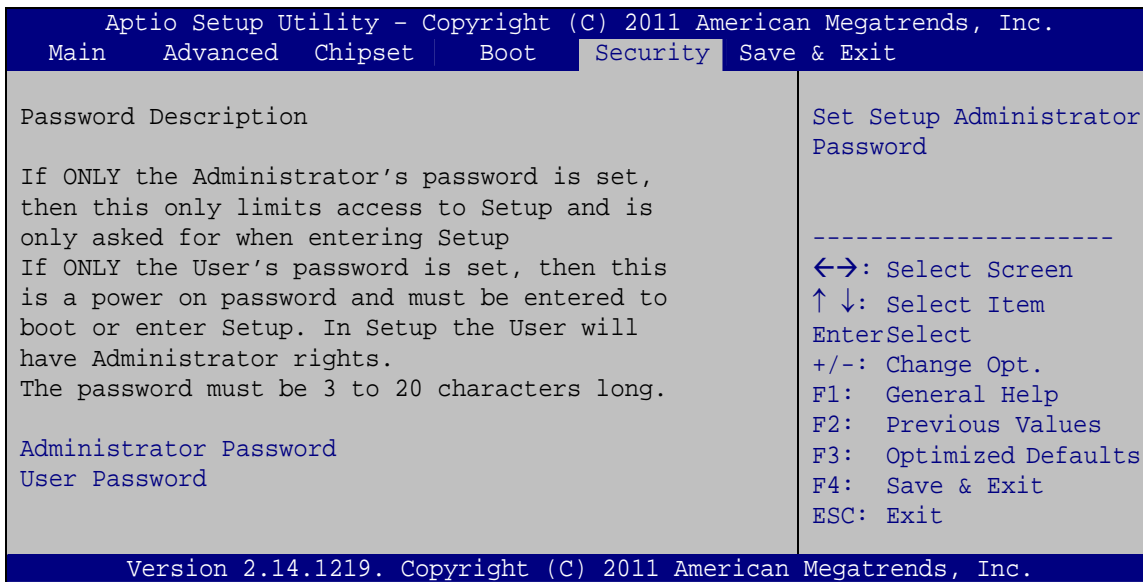 Aptio Setup Utility – Copyright (C) 2011 American Megatrends, Inc.
Main Advanced Chipset Boot Security Save & Exit
Password Description
If ONLY the Administrator’s password is set,
then this only limits access to Setup and is
only asked for when entering Setup
If ONLY the User’s password is set, then this
is a power on password and must be entered to
boot or enter Setup. In Setup the User will
have Administrator rights.
The password must be 3 to 20 characters long.
Administrator Password
User Password
Set Setup Administrator
Password
---------------------
←→: Select Screen
↑ ↓: Select Item
EnterSelect
+/-: Change Opt.
F1: General Help
F2: Previous Values
F3: Optimized Defaults
F4: Save & Exit
ESC: Exit
Version 2.14.1219. Copyright (C) 2011 American Megatrends, Inc.